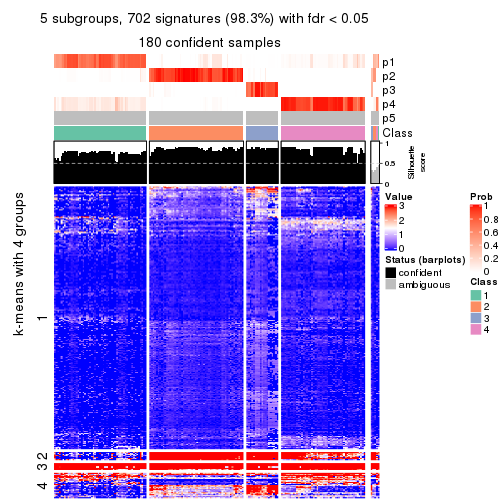 5 subgroups, 702 signatures (98.3%) with fdr < 0.05
180 confident samples
p1
p2
p3
p4
p5
Class
1
0.5
0
Silhouette
score
k-means with 4 groups
1
2
3
4
Value
3
2
1
0
Status (barplots)
confident
ambiguous
Prob
1
0.8
0.6
0.4
0.2
0
Class
1
2
3
4